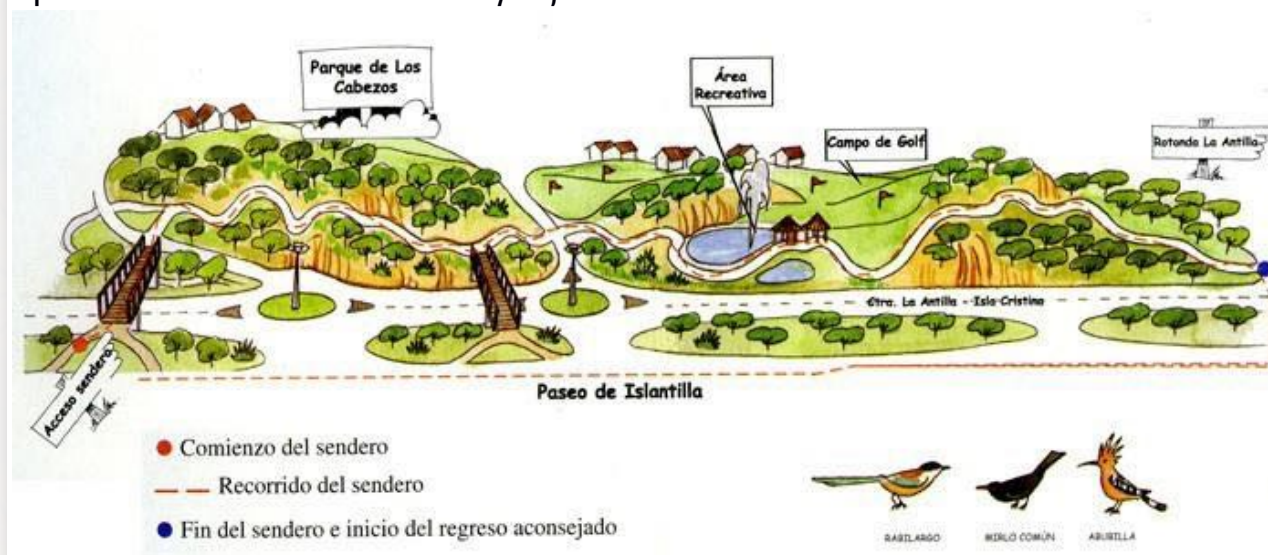 Parque de Los
Cabezos
Área
Recreativa
Campo de Golf
Rotonda La Antilla
Ctra. La Antilla - Isla Cristina
Acceso sendero
Paseo de Islantilla
Comienzo del sendero
Recorrido del sendero
Fin del sendero e inicio del regreso aconsejado
RABILARGO
MIRLO COMÚN
ABUBILLA